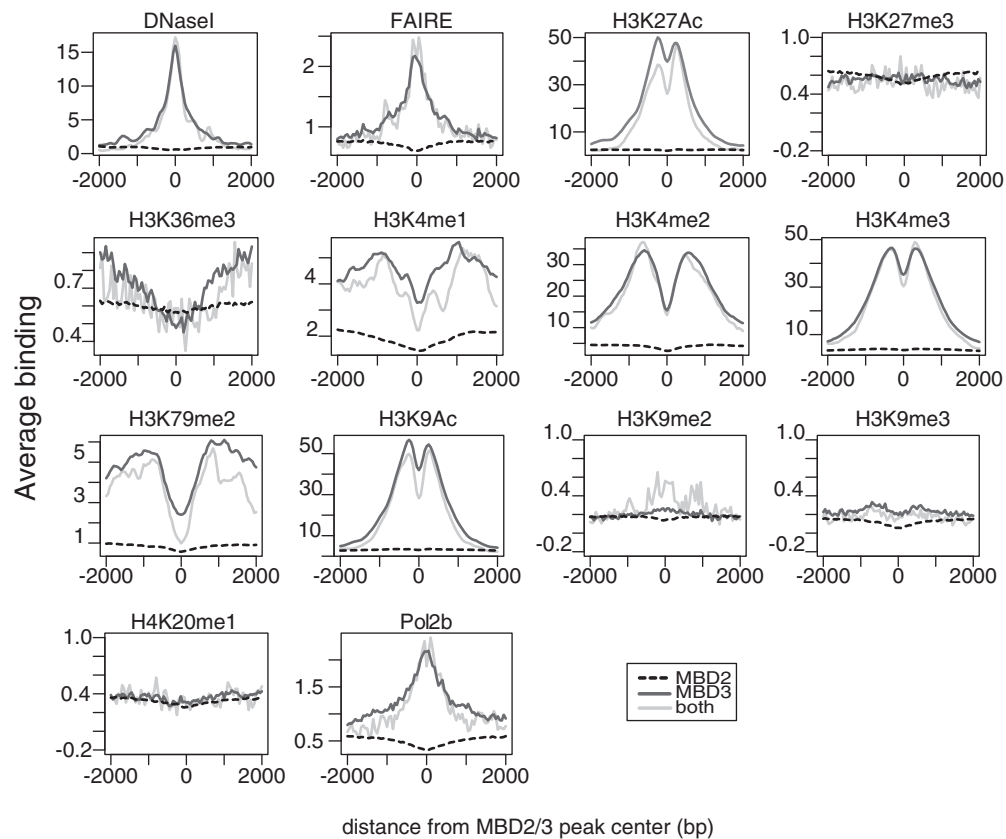 DNaseI FAIRE H3K27Ac H3K27me3
15 10 5 0
2 1
50 30 10
1.0 0.4 -0.2
-2000 0 2000 -2000 0 2000 -2000 0 2000 -2000 0 2000
H3K36me3 H3K4me1 H3K4me2 H3K4me3
0.7 0.4
4 2
30 20 10
50 30 10
-2000 0 2000 -2000 0 2000 -2000 0 2000 -2000 0 2000
H3K79me2 H3K9Ac H3K9me2 H3K9me3
5 3 1
50 30 10
1.0 0.4 -0.2
1.0 0.4 -0.2
-2000 0 2000 -2000 0 2000 -2000 0 2000 -2000 0 2000
H4K20me1 Pol2b
1.0 0.4 -0.2
1.5 0.5
-2000 0 2000 -2000 0 2000
MBD2
MBD3
both
Average binding
distance from MBD2/3 peak center (bp)